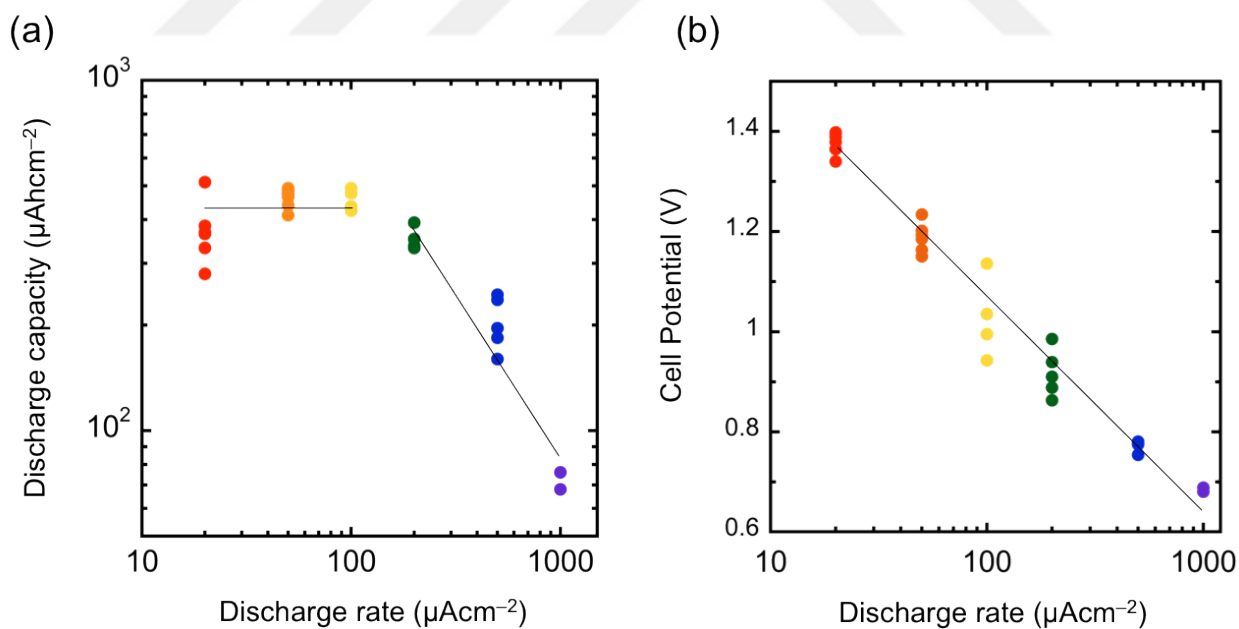 (a)
10³
10²
10
100
1000
Discharge capacity (µAhcm⁻²)
Discharge rate (µAcm⁻²)
(b)
1.4
1.2
1
0.8
0.6
10
100
1000
Cell Potential (V)
Discharge rate (µAcm⁻²)